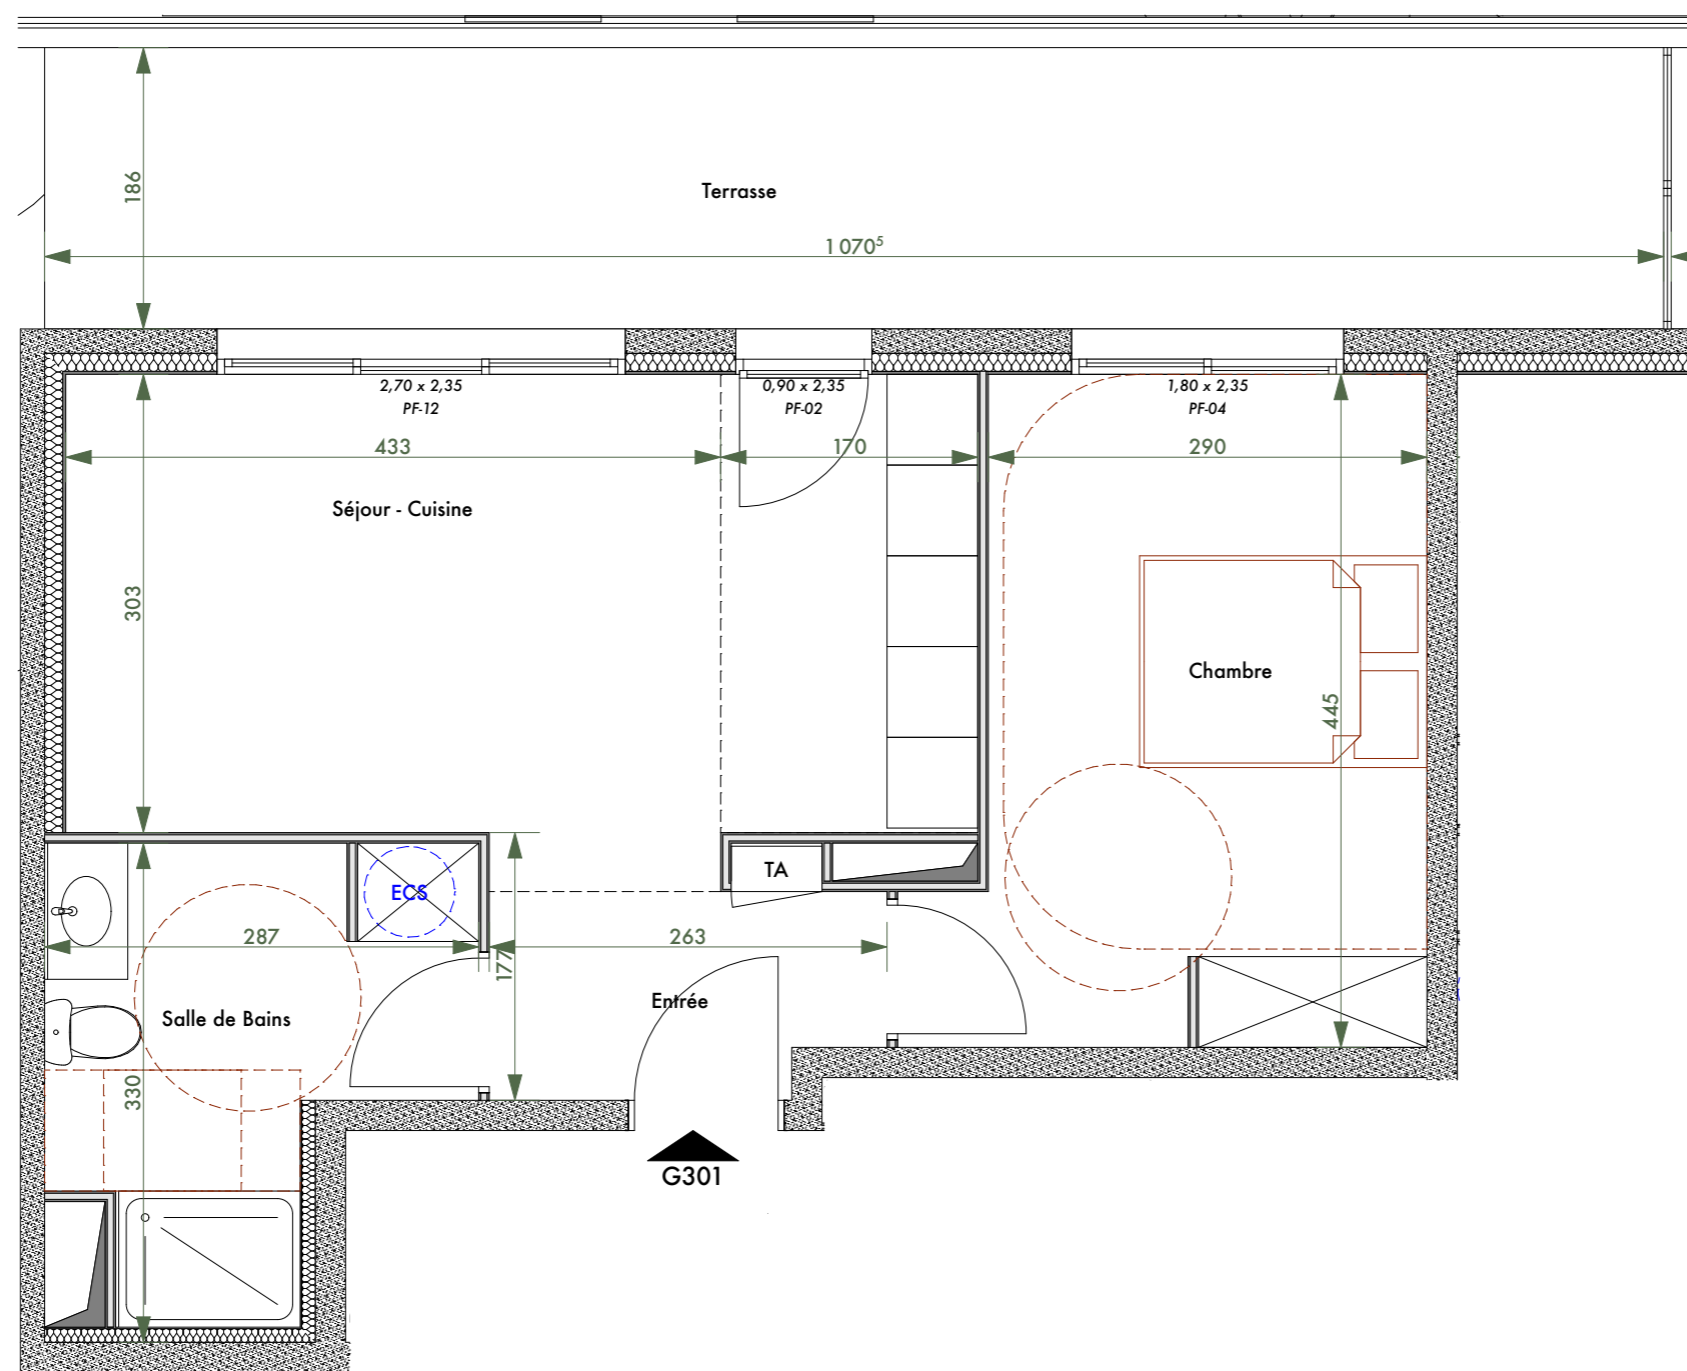 186
Terrasse
1 070⁵
2,70 x 2,35
PF-12
0,90 x 2,35
PF-02
1,80 x 2,35
PF-04
433
170
290
Séjour - Cuisine
303
Chambre
445
TA
ECS
287
263
177
Entrée
Salle de Bains
330
G301